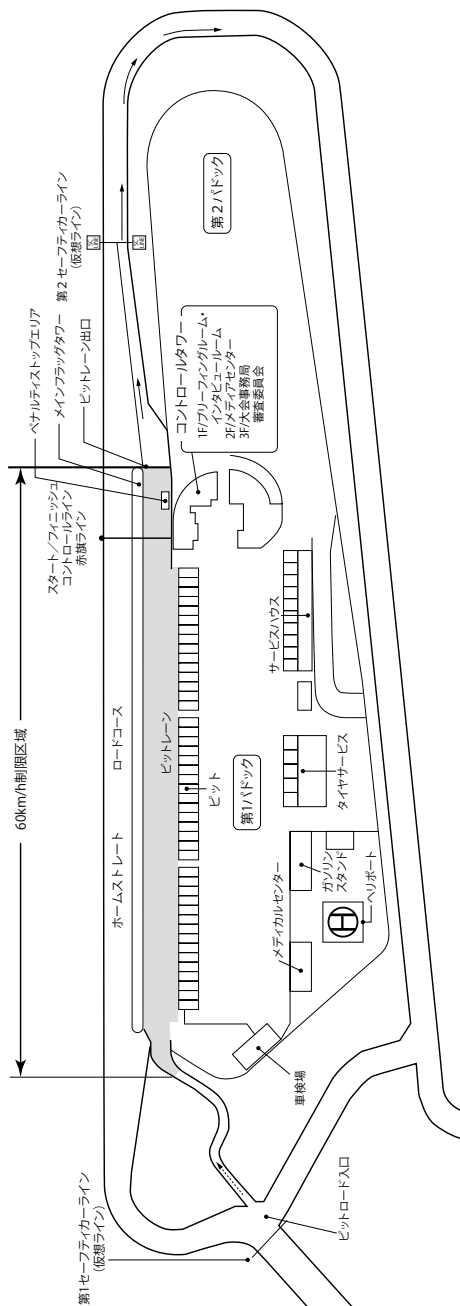 60km/h制限区域
ホームストレート
ロードコース
ピットレーン
スタート／フィニッシュ
コントロールライン
赤旗ライン
ペナルティストップエリア
メインフラッグタワー
ピットレーン出口
第2セーフティカーライン
(仮想ライン)
SC
LINE
SC
LINE
コントロールタワー
1F/ブリーフィングルーム・
インタビュールーム
2F/メディアセンター
3F/大会事務局
審査委員会
第2パドック
ピット
第1パドック
サービスハウス
タイヤサービス
メディカルセンター
ガソリン
スタンド
H
ヘリポート
車検場
第1セーフティカーライン
(仮想ライン)
ピットロード入口